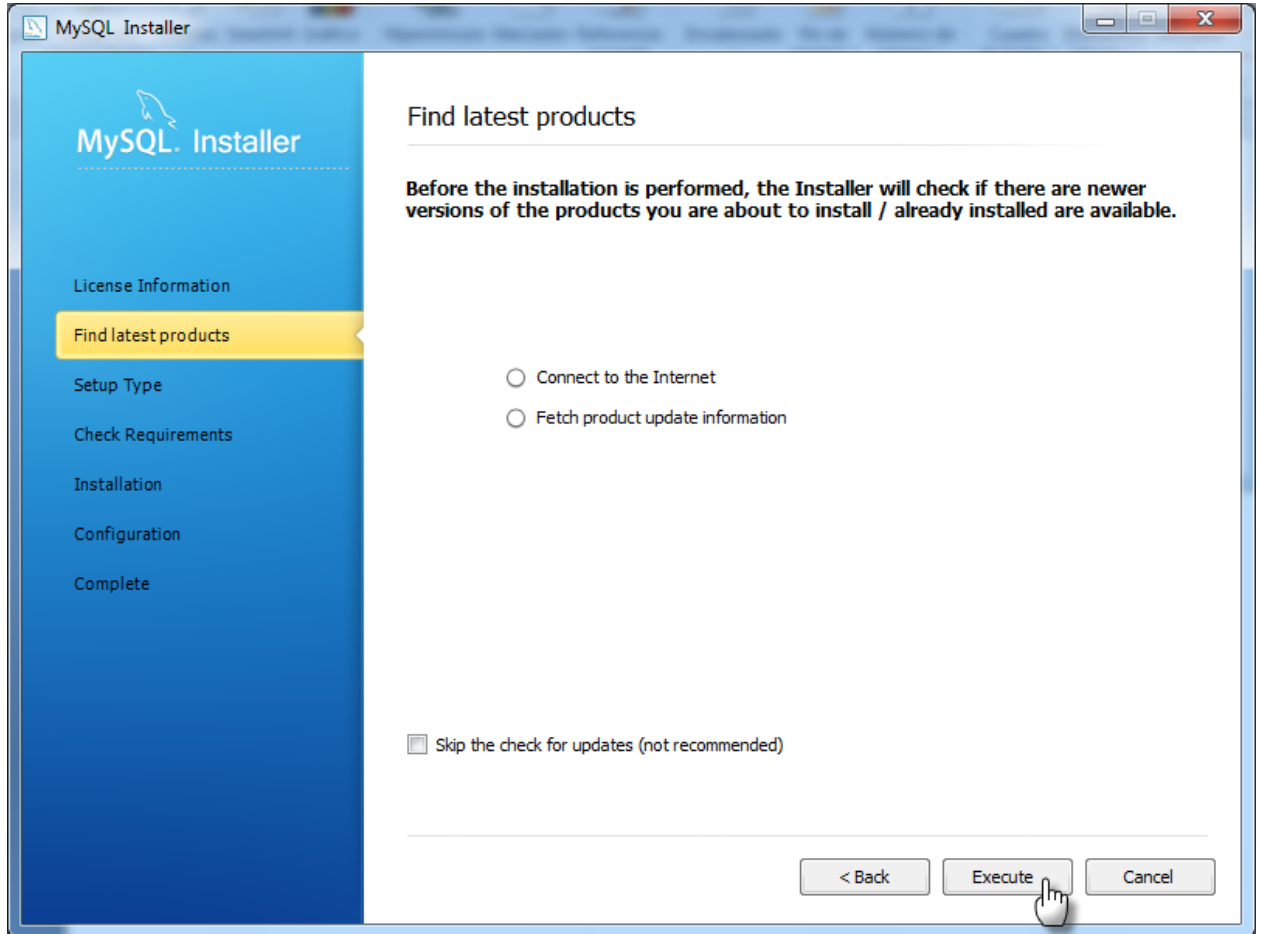 MySQL Installer
MySQL. Installer
License Information
Find latest products
Setup Type
Check Requirements
Installation
Configuration
Complete
Find latest products
Before the installation is performed, the Installer will check if there are newer
versions of the products you are about to install / already installed are available.
Connect to the Internet
Fetch product update information
Skip the check for updates (not recommended)
< Back
Execute
Cancel